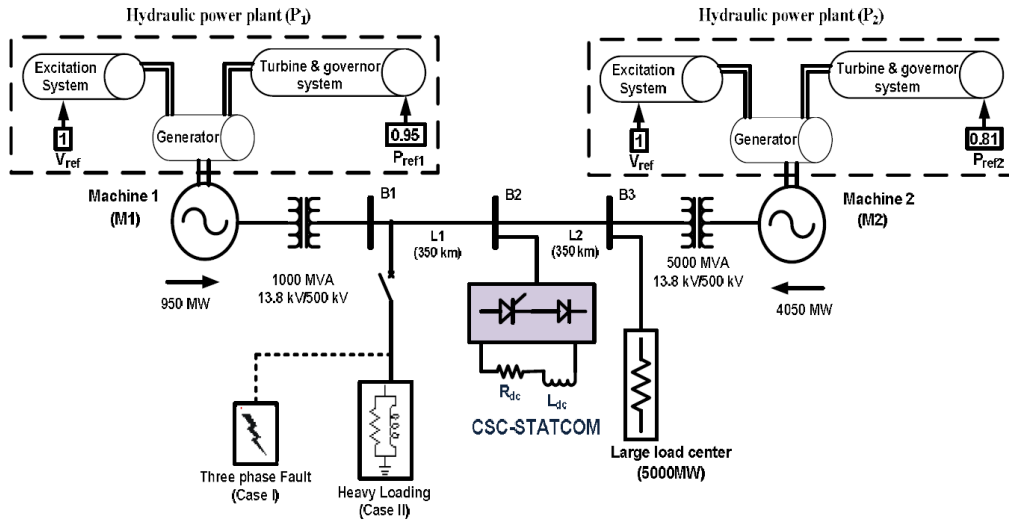 Hydraulic power plant (P1)
Hydraulic power plant (P2)
Excitation
System
Turbine & governor
system
Generator
1
Vref
0.95
Pref1
Excitation
System
Turbine & governor
system
Generator
1
Vref
0.81
Pref2
Machine 1
(M1)
Machine 2
(M2)
B1
B2
B3
L1
(350 km)
L2
(350 km)
1000 MVA
13.8 kV/500 kV
5000 MVA
13.8 kV/500 kV
950 MW
4050 MW
Rdc
Ldc
CSC-STATCOM
Large load center
(5000MW)
Three phase Fault
(Case I)
Heavy Loading
(Case II)